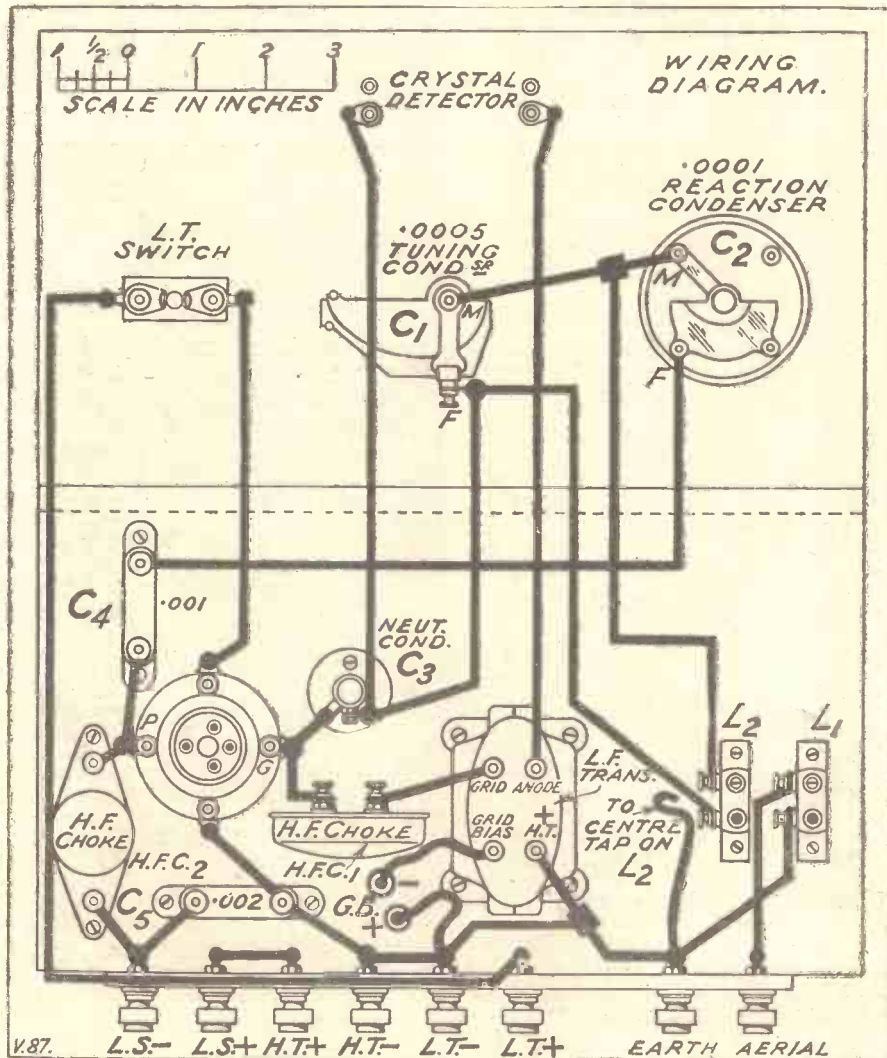 1 1/2 0 1 2 3
SCALE IN INCHES
CRYSTAL
DETECTOR
WIRING
DIAGRAM.
.0001
REACTION
CONDENSER
L.T.
SWITCH
.0005
TUNING
CONDSR
C2
M
F
C1
M
F
C4
.001
NEUT.
COND.
C3
P
G
L2
L1
H.F.
CHOKE
H.F.C.2
H.F. CHOKE
H.F.C.1
GRID ANODE
GRID
BIAS
+
H.T.
L.F.
TRANS.
TO
CENTRE
TAP ON
L2
C5
.002
G.B.
-
+
V.87.
L.S.- L.S.+ H.T.+ H.T.- L.T.- L.T.+ EARTH AERIAL